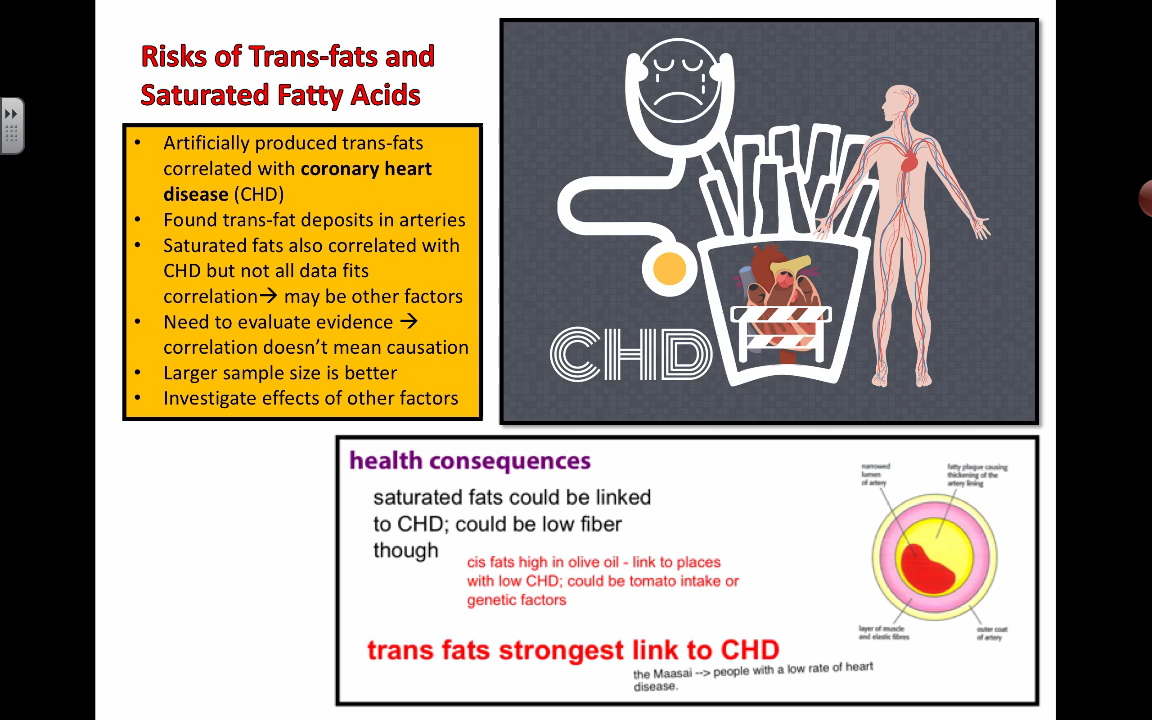 Risks of Trans-fats and
Saturated Fatty Acids
• Artificially produced trans-fats
correlated with coronary heart
disease (CHD)
• Found trans-fat deposits in arteries
• Saturated fats also correlated with
CHD but not all data fits
correlation→ may be other factors
• Need to evaluate evidence →
correlation doesn't mean causation
• Larger sample size is better
• Investigate effects of other factors
CHD
health consequences
saturated fats could be linked
to CHD; could be low fiber
though
cis fats high in olive oil - link to places
with low CHD; could be tomato intake or
genetic factors
trans fats strongest link to CHD
the Maasai --> people with a low rate of heart
disease.
narrowed
lumen
of artery
fatty plaque causing
thickening of the
artery lining
layer of muscle
and elastic fibres
outer coat
of artery